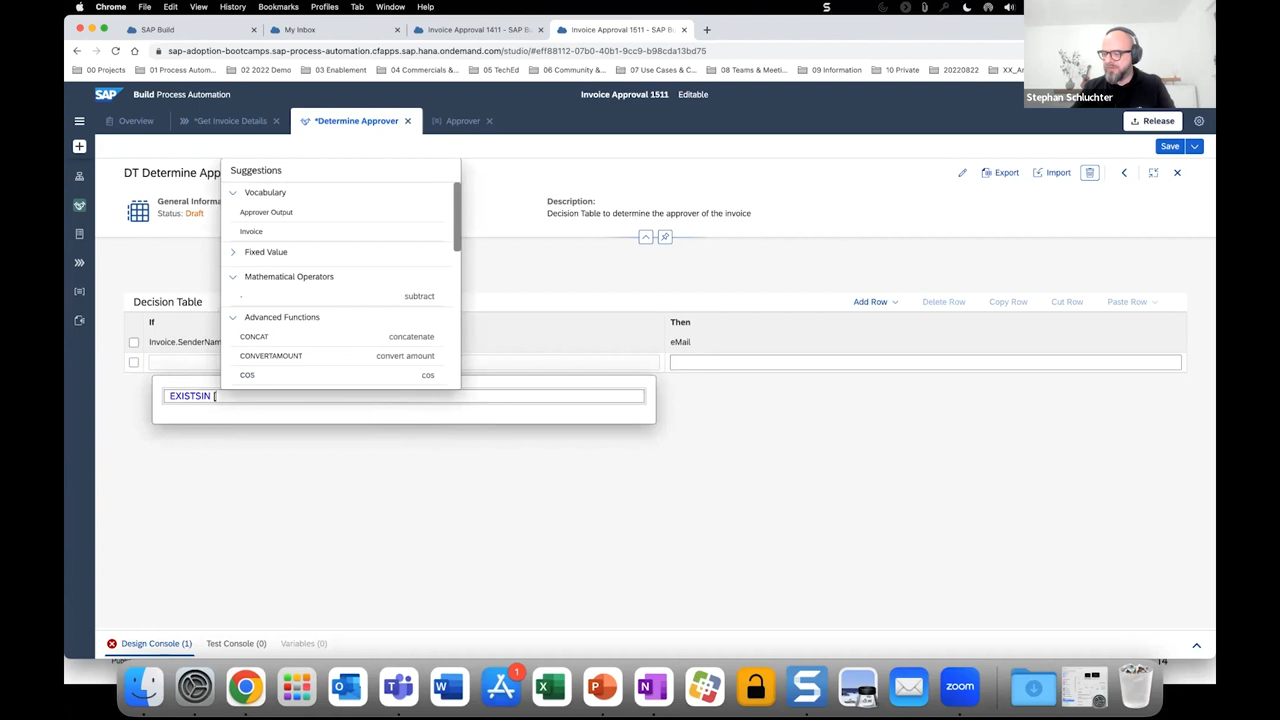 Chrome File Edit View History Bookmarks Profiles Tab Window Help
SAP Build
My Inbox
Invoice Approval 1411 - SAP B
Invoice Approval 1511 - SAP B
sap-adoption-bootcamps.sap-process-automation.cfapps.sap.hana.ondemand.com/studio/#eff88112-07b0-40b1-9cc9-b98cda13bd75
00 Projects
01 Process Autom...
02 2022 Demo
03 Enablement
04 Commercials &...
05 TechEd
06 Community &...
07 Use Cases & C...
08 Teams & Meeti...
09 Information
10 Private
20220822
Stephan Schluchter
SAP Build Process Automation
Invoice Approval 1511 Editable
Overview
*Get Invoice Details
*Determine Approver
Approver
Release
Save
DT Determine App
Export
Import
General Informa
Status: Draft
Description:
Decision Table to determine the approver of the invoice
Suggestions
Vocabulary
Approver Output
Invoice
Fixed Value
Mathematical Operators
- subtract
Advanced Functions
CONCAT concatenate
CONVERTAMOUNT convert amount
COS cos
Decision Table
Add Row
Delete Row
Copy Row
Cut Row
Paste Row
If
Then
Invoice.SenderNam
eMail
EXISTSIN [
Design Console (1)
Test Console (0)
Variables (0)
14
1
zoom